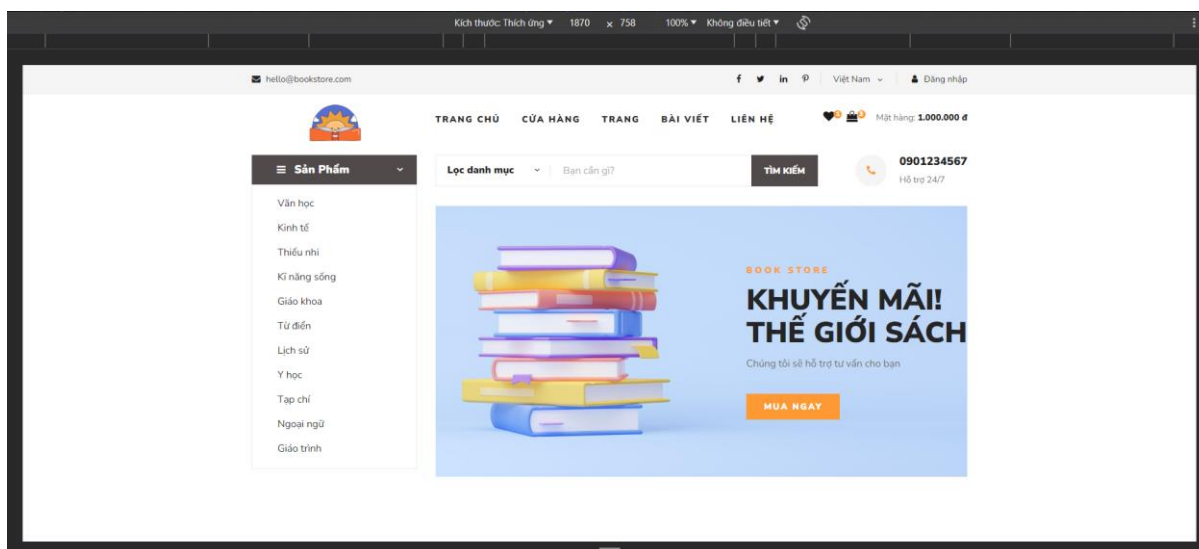 Kích thước: Thích ứng 1870 × 758 100% Không điều tiết
hello@bookstore.com Việt Nam Đăng nhập
TRANG CHỦ CỬA HÀNG TRANG BÀI VIẾT LIÊN HỆ Mặt hàng: 1.000.000 đ
Sản Phẩm Lọc danh mục Bạn cần gì? TÌM KIẾM 0901234567
Hỗ trợ 24/7
Văn học
Kinh tế
Thiếu nhi
Kĩ năng sống
Giáo khoa
Từ điển
Lịch sử
Y học
Tạp chí
Ngoại ngữ
Giáo trình
BOOK STORE
KHUYẾN MÃI!
THẾ GIỚI SÁCH
Chúng tôi sẽ hỗ trợ tư vấn cho bạn
MUA NGAY